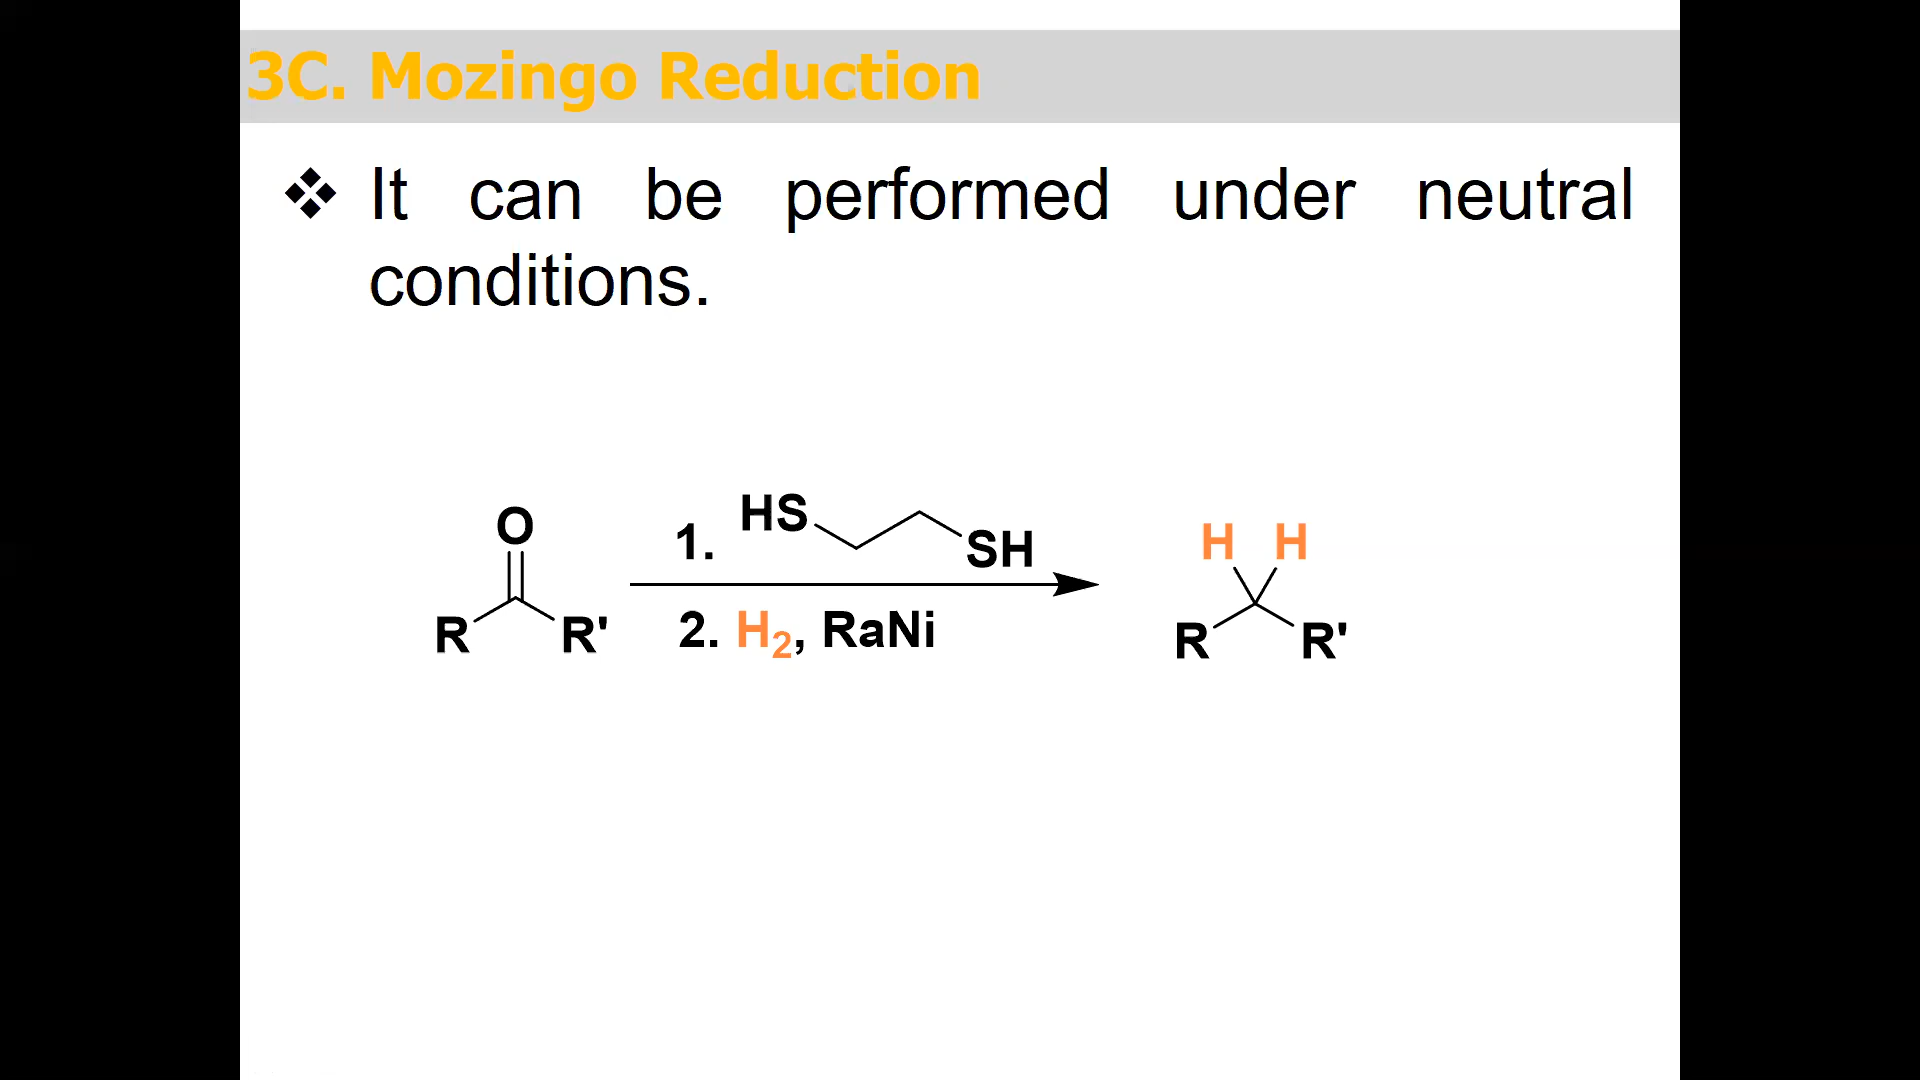 3C. Mozingo Reduction
❖ It can be performed under neutral
conditions.
O
R R'
1. HS SH
2. H₂, RaNi
H H
R R'